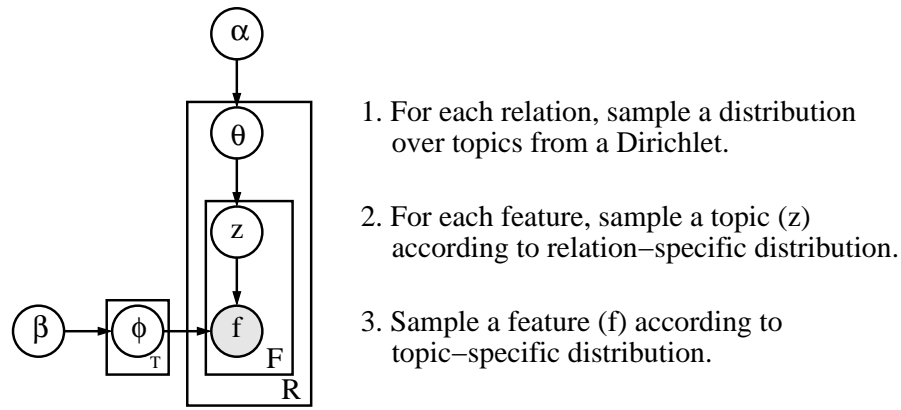 α
1. For each relation, sample a distribution
over topics from a Dirichlet.
θ
2. For each feature, sample a topic (z)
according to relation−specific distribution.
z
3. Sample a feature (f) according to
topic−specific distribution.
β
ϕ
T
f
F
R